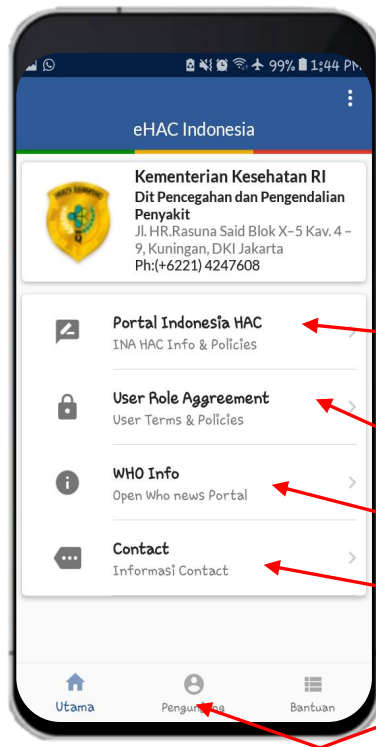 99% 1:44 PM
eHAC Indonesia
Kementerian Kesehatan RI
Dit Pencegahan dan Pengendalian
Penyakit
Jl. HR.Rasuna Said Blok X-5 Kav. 4 -
9, Kuningan, DKI Jakarta
Ph:(+6221) 4247608
Portal Indonesia HAC
INA HAC Info & Policies
User Role Aggreement
User Terms & Policies
WHO Info
Open Who news Portal
Contact
Informasi Contact
Utama
Bantuan